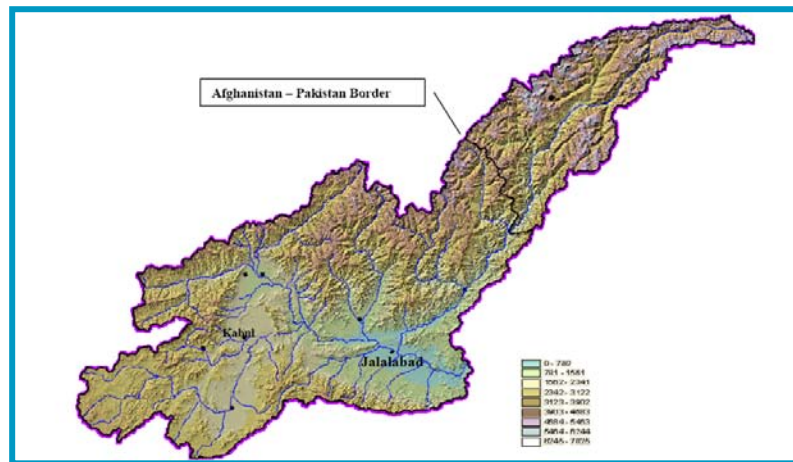 Afghanistan – Pakistan Border
Kabul
Jalalabad
0 - 780
781 - 1561
1562 - 2341
2342 - 3122
3123 - 3902
3903 - 4683
4684 - 5463
5464 - 6244
6245 - 7025